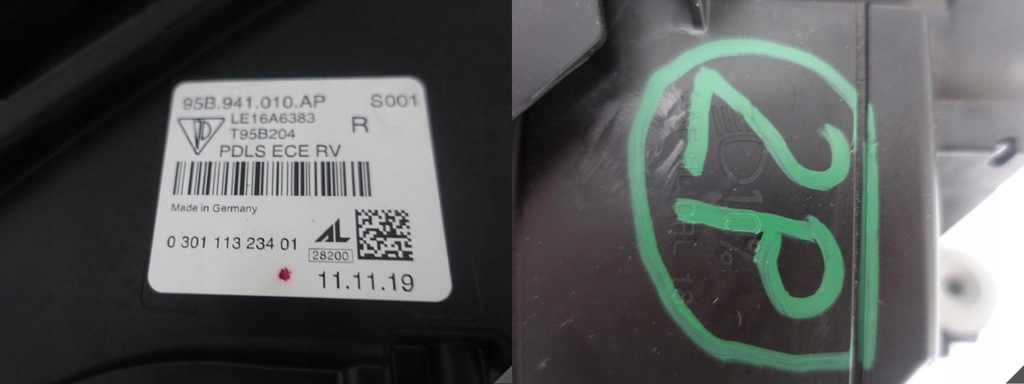 95B.941.010.AP S001
LE16A6383
T95B204 R
PDLS ECE RV
Made in Germany
0 301 113 234 01 AL
28200
11.11.19
2P